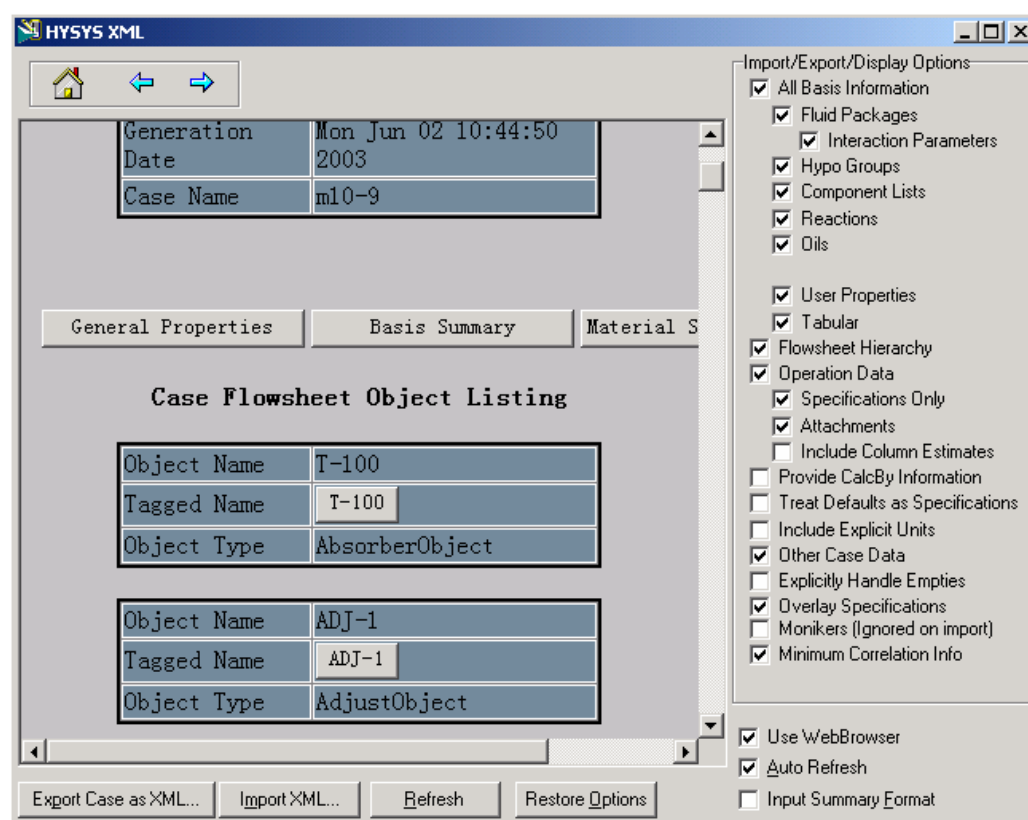 HYSYS XML
Generation Date
Mon Jun 02 10:44:50 2003
Case Name
m10-9
General Properties
Basis Summary
Material S
Case Flowsheet Object Listing
Object Name
T-100
Tagged Name
T-100
Object Type
AbsorberObject
Object Name
ADJ-1
Tagged Name
ADJ-1
Object Type
AdjustObject
Export Case as XML...
Import XML...
Refresh
Restore Options
Import/Export/Display Options
All Basis Information
Fluid Packages
Interaction Parameters
Hypo Groups
Component Lists
Reactions
Oils
User Properties
Tabular
Flowsheet Hierarchy
Operation Data
Specifications Only
Attachments
Include Column Estimates
Provide CalcBy Information
Treat Defaults as Specifications
Include Explicit Units
Other Case Data
Explicitly Handle Empties
Overlay Specifications
Monikers (Ignored on import)
Minimum Correlation Info
Use WebBrowser
Auto Refresh
Input Summary Format